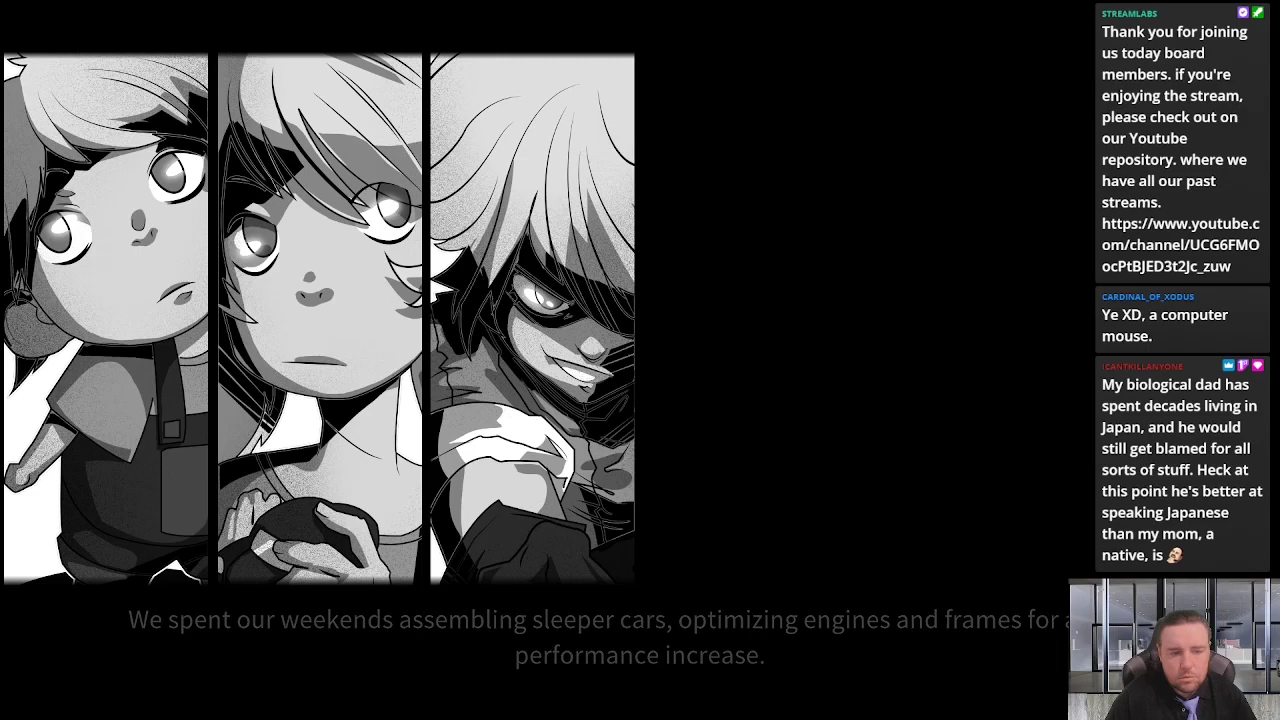 STREAMLABS
Thank you for joining
us today board
members. if you're
enjoying the stream,
please check out on
our Youtube
repository. where we
have all our past
streams.
https://www.youtube.c
om/channel/UCG6FMO
ocPtBJED3t2Jc_zuw
CARDINAL_OF_XODUS
Ye XD, a computer
mouse.
ICANTKILLANYONE
My biological dad has
spent decades living in
Japan, and he would
still get blamed for all
sorts of stuff. Heck at
this point he's better at
speaking Japanese
than my mom, a
native, is
We spent our weekends assembling sleeper cars, optimizing engines and frames for
performance increase.